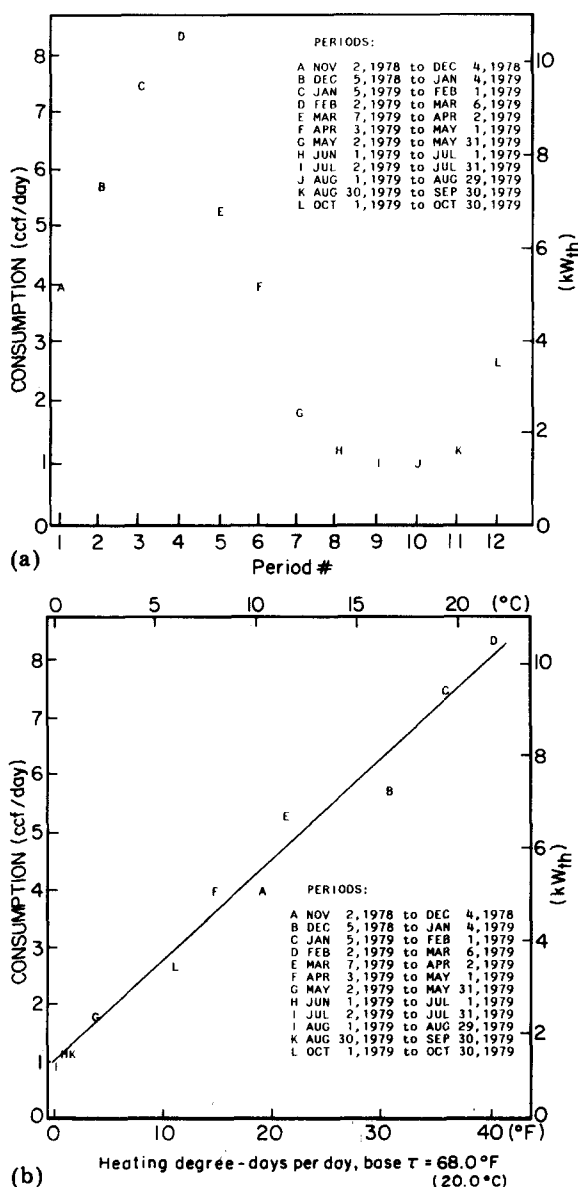 PERIODS:
A NOV 2,1978 to DEC 4,1978
B DEC 5,1978 to JAN 4,1979
C JAN 5,1979 to FEB 1,1979
D FEB 2,1979 to MAR 6,1979
E MAR 7,1979 to APR 2,1979
F APR 3,1979 to MAY 1,1979
G MAY 2,1979 to MAY 31,1979
H JUN 1,1979 to JUL 1,1979
I JUL 2,1979 to JUL 31,1979
J AUG 1,1979 to AUG 29,1979
K AUG 30,1979 to SEP 30,1979
L OCT 1,1979 to OCT 30,1979
CONSUMPTION (ccf/day)
8
7
6
5
4
3
2
1
0
(kWth)
10
8
6
4
2
0
A
B
C
D
E
F
G
H
I
J
K
L
1 2 3 4 5 6 7 8 9 10 11 12
Period #
(a)
0 5 10 15 20 (°C)
CONSUMPTION (ccf/day)
8
7
6
5
4
3
2
1
0
(kWth)
10
8
6
4
2
0
D
C
B
E
F
A
L
G
HK
I
PERIODS:
A NOV 2,1978 to DEC 4,1978
B DEC 5,1978 to JAN 4,1979
C JAN 5,1979 to FEB 1,1979
D FEB 2,1979 to MAR 6,1979
E MAR 7,1979 to APR 2,1979
F APR 3,1979 to MAY 1,1979
G MAY 2,1979 to MAY 31,1979
H JUN 1,1979 to JUL 1,1979
I JUL 2,1979 to JUL 31,1979
I AUG 1,1979 to AUG 29,1979
K AUG 30,1979 to SEP 30,1979
L OCT 1,1979 to OCT 30,1979
0 10 20 30 40 (°F)
Heating degree-days per day, base τ = 68.0°F
(20.0°C)
(b)